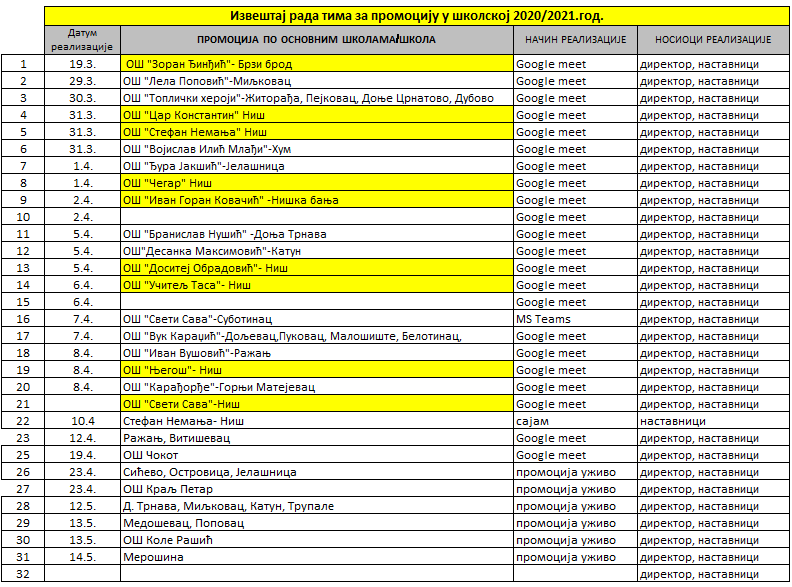 Извештај рада тима за промоцију у школској 2020/2021.год.
Датум реализације ПРОМОЦИЈА ПО ОСНОВНИМ ШКОЛАМА/ШКОЛА НАЧИН РЕАЛИЗАЦИЈЕ НОСИОЦИ РЕАЛИЗАЦИЈЕ
1 19.3. ОШ "Зоран Ђинђић"- Брзи брод Google meet директор, наставници
2 29.3. ОШ "Лела Поповић"-Миљковац Google meet директор, наставници
3 30.3. ОШ "Топлички хероји"-Житорађа, Пејковац, Доње Црнатово, Дубово Google meet директор, наставници
4 31.3. ОШ "Цар Константин" Ниш Google meet директор, наставници
5 31.3. ОШ "Стефан Немања" Ниш Google meet директор, наставници
6 31.3. ОШ "Војислав Илић Млађи"-Хум Google meet директор, наставници
7 1.4. ОШ "Ђура Јакшић"-Јелашница Google meet директор, наставници
8 1.4. ОШ "Чегар" Ниш Google meet директор, наставници
9 2.4. ОШ "Иван Горан Ковачић" -Нишка бања Google meet директор, наставници
10 2.4. Google meet директор, наставници
11 5.4. ОШ "Бранислав Нушић" -Доња Трнава Google meet директор, наставници
12 5.4. ОШ"Десанка Максимовић"-Катун Google meet директор, наставници
13 5.4. ОШ "Доситеј Обрадовић"- Ниш Google meet директор, наставници
14 6.4. ОШ "Учитељ Таса"- Ниш Google meet директор, наставници
15 6.4. Google meet директор, наставници
16 7.4. ОШ "Свети Сава"-Суботинац MS Teams директор, наставници
17 7.4. ОШ "Вук Караџић"-Дољевац,Пуковац, Малошиште, Белотинац, Google meet директор, наставници
18 8.4. ОШ "Иван Вушовић"-Ражањ Google meet директор, наставници
19 8.4. ОШ "Његош"- Ниш Google meet директор, наставници
20 8.4. ОШ "Карађорђе"-Горњи Матејевац Google meet директор, наставници
21 ОШ "Свети Сава"-Ниш Google meet директор, наставници
22 10.4 Стефан Немања- Ниш сајам наставници
23 12.4. Ражањ, Витишевац Google meet директор, наставници
25 19.4. ОШ Чокот Google meet директор, наставници
26 23.4. Сићево, Островица, Јелашница промоција уживо директор, наставници
27 23.4. ОШ Краљ Петар промоција уживо директор, наставници
28 12.5. Д. Трнава, Миљковац, Катун, Трупале промоција уживо директор, наставници
29 13.5. Медошевац, Поповац промоција уживо директор, наставници
30 13.5. ОШ Коле Рашић промоција уживо директор, наставници
31 14.5. Мерошина промоција уживо директор, наставници
32 директор, наставници